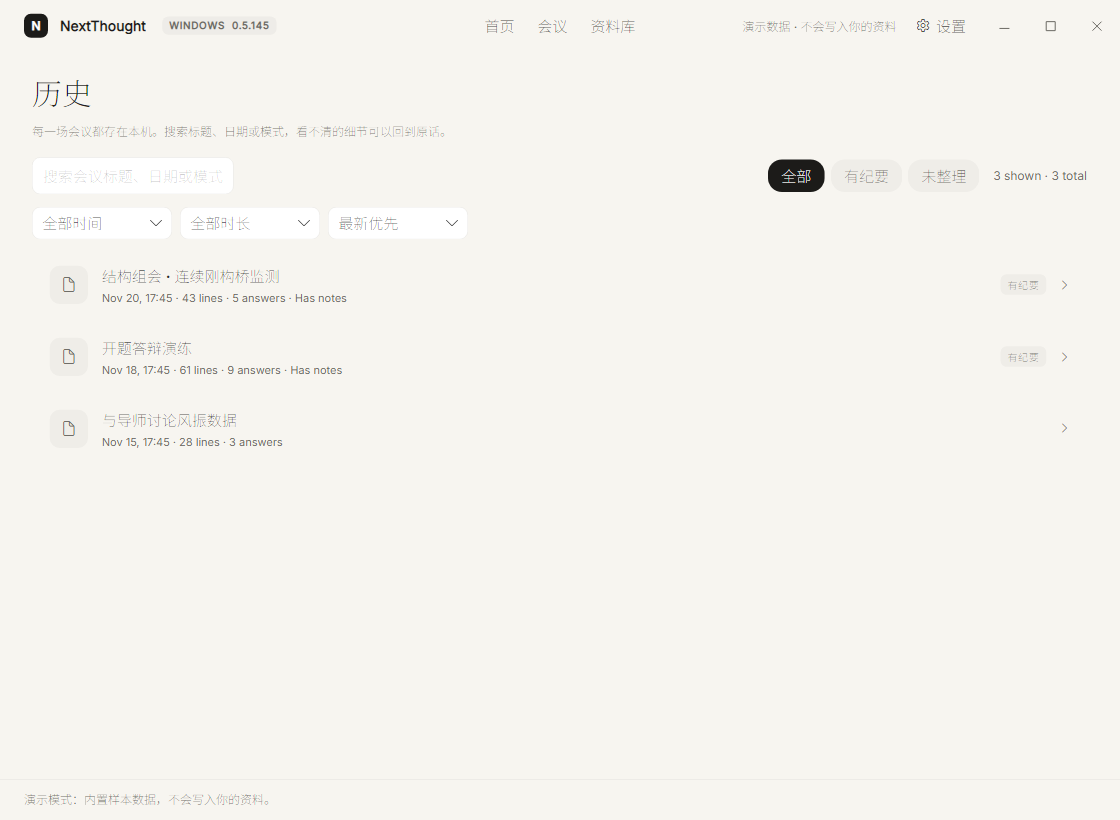 N NextThought WINDOWS 0.5.145 首页 会议 资料库 演示数据 · 不会写入你的资料 设置
历史
每一场会议都存在本机。搜索标题、日期或模式，看不清的细节可以回到原话。
搜索会议标题、日期或模式 全部 有纪要 未整理 3 shown · 3 total
全部时间 全部时长 最新优先
结构组会 · 连续刚构桥监测
Nov 20, 17:45 · 43 lines · 5 answers · Has notes
有纪要
开题答辩演练
Nov 18, 17:45 · 61 lines · 9 answers · Has notes
有纪要
与导师讨论风振数据
Nov 15, 17:45 · 28 lines · 3 answers
演示模式：内置样本数据，不会写入你的资料。